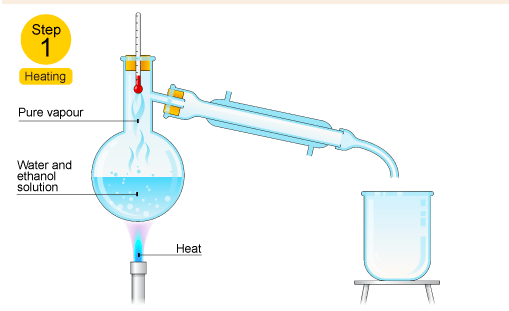 Step
1
Heating
Pure vapour
Water and
ethanol
solution
Heat